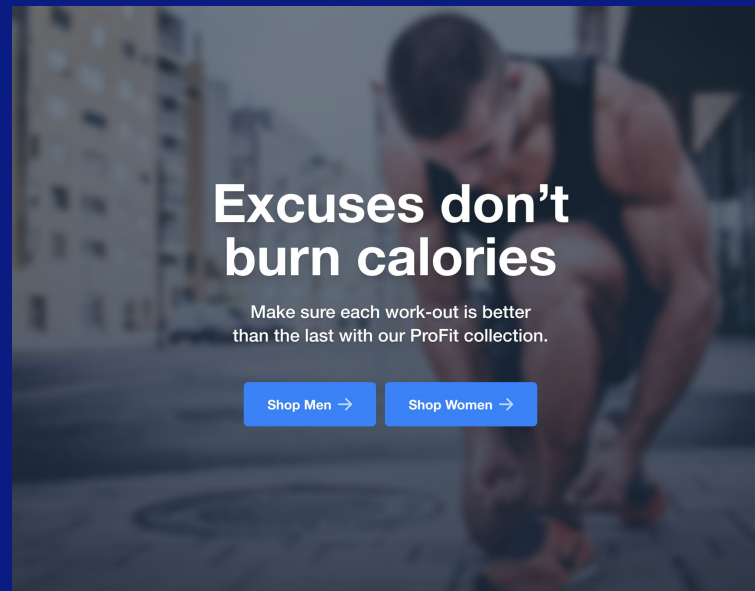 Excuses don’t
burn calories
Make sure each work-out is better
than the last with our ProFit collection.
Shop Men →
Shop Women →